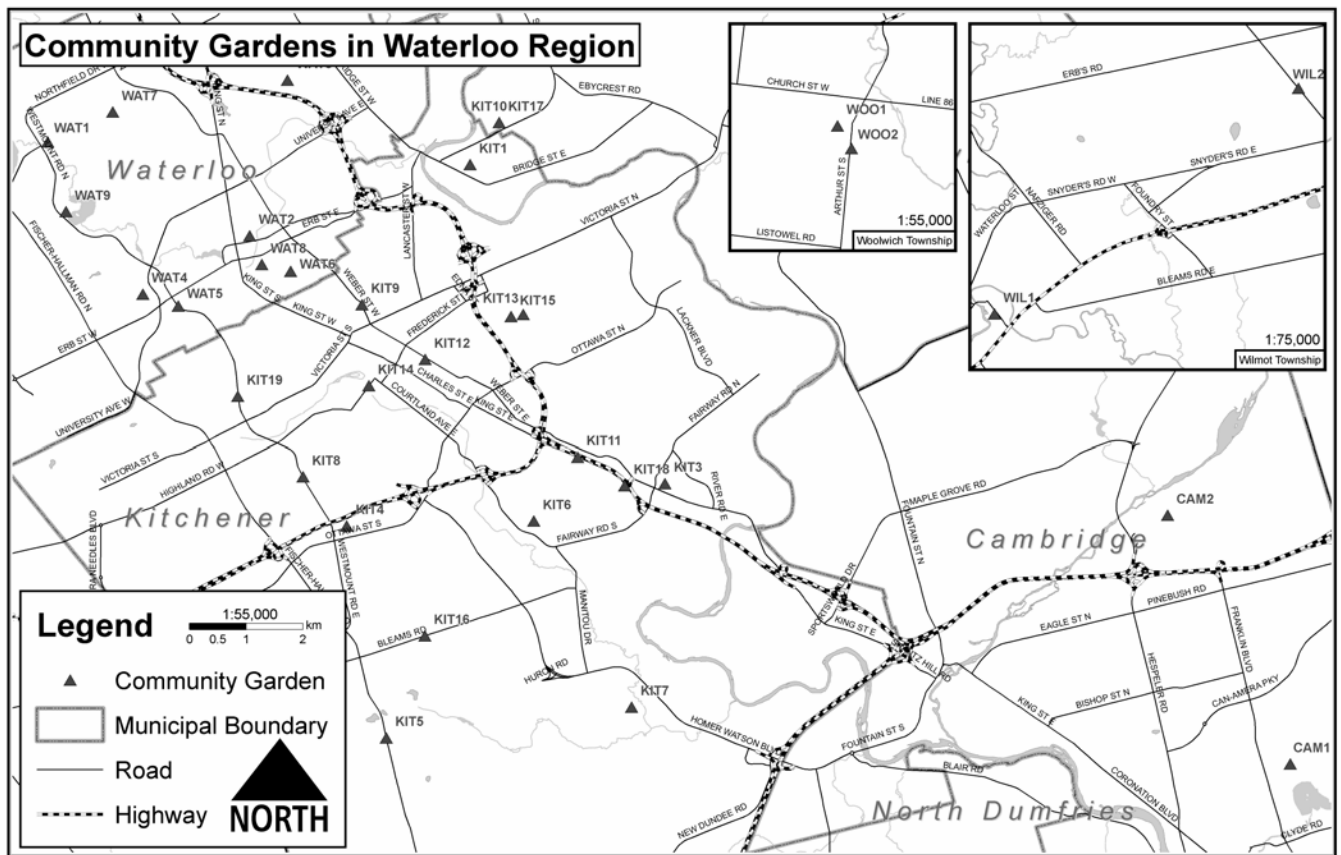 Community Gardens in Waterloo Region
NORTHFIELD DR
WAT7
WAT1
WESTMOUNT RD N
Waterloo
WAT9
FISCHER-HALLMAN RD N
KING ST N
UNIVERSITY AVE E
BRIDGE ST W
EBYCREST RD
KIT10 KIT17
KIT1
BRIDGE ST E
WAT2
ERB ST E
LANCASTER ST W
VICTORIA ST N
WAT8
WAT6
WAT4
WAT5
KING ST S
KING ST W
WEBER ST W
KIT9
FREDERICK ST
KIT13 KIT15
ERB ST W
VICTORIA ST S
KIT12
OTTAWA ST N
LACKNER BLVD
KIT14
CHARLES ST E
KING ST E
WEBER ST E
COURTLAND AVE E
KIT19
UNIVERSITY AVE W
FAIRWAY RD N
VICTORIA ST S
HIGHLAND RD W
KIT8
KIT11
KIT18
KIT3
RIVER RD E
Kitchener
KIT4
OTTAWA ST S
KIT6
FAIRWAY RD S
WESTMOUNT RD E
MANITOU DR
KIT16
BLEAMS RD
HURON RD
KIT7
KIT5
HOMER WATSON BL
NEW DUNDEE RD
MAPLE GROVE RD
FOUNTAIN ST N
SPORTSWORLD DR
KING ST E
Cambridge
CAM2
PINEBUSH RD
EAGLE ST N
FRANKLIN BLVD
HESPELER RD
BISHOP ST N
CAN-AMERA PKY
KING ST
CORONATION BLVD
FOUNTAIN ST S
BLAIR RD
North Dumfries
CAM1
CLYDE RD
CHURCH ST W
LINE 86
WOO1
WOO2
ARTHUR ST S
LISTOWEL RD
1:55,000
Woolwich Township
ERB'S RD
WIL2
SNYDER'S RD E
SNYDER'S RD W
WATERLOO ST
NAFZIGER RD
FOUNDRY ST
BLEAMS RD E
WIL1
1:75,000
Wilmot Township
Legend
1:55,000
0 0.5 1 2 km
Community Garden
Municipal Boundary
Road
Highway
NORTH